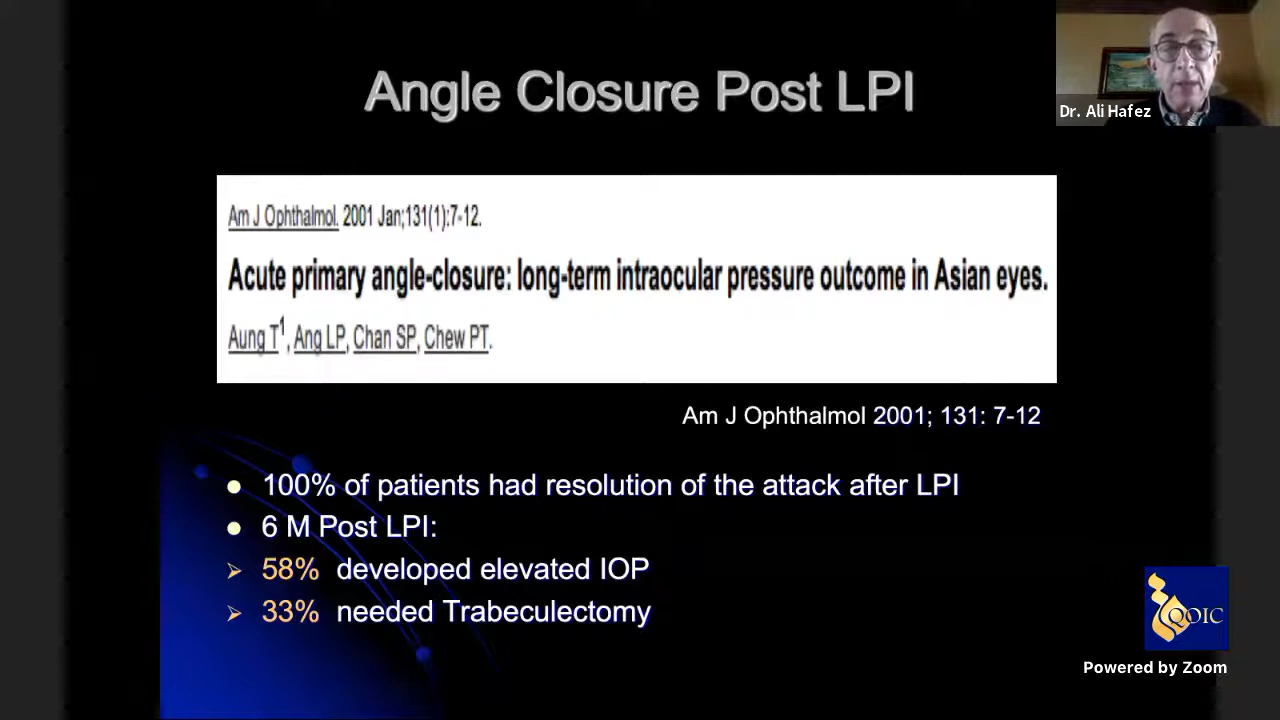 Angle Closure Post LPI
Dr. Ali Hafez
Am J Ophthalmol. 2001 Jan;131(1):7-12.
Acute primary angle-closure: long-term intraocular pressure outcome in Asian eyes.
Aung T1, Ang LP, Chan SP, Chew PT.
Am J Ophthalmol 2001; 131: 7-12
● 100% of patients had resolution of the attack after LPI
● 6 M Post LPI:
➢ 58% developed elevated IOP
➢ 33% needed Trabeculectomy
QOIC
Powered by Zoom